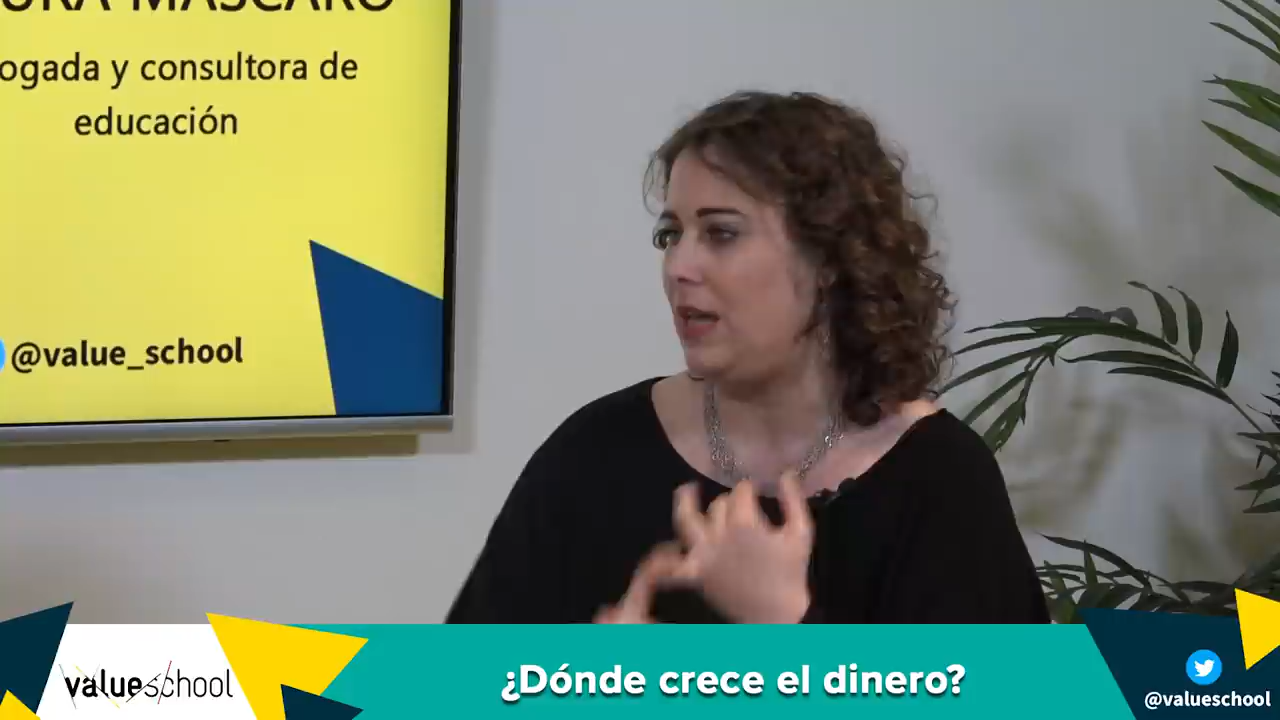 ogada y consultora de
educación
@value_school
valueschool
¿Dónde crece el dinero?
@valueschool